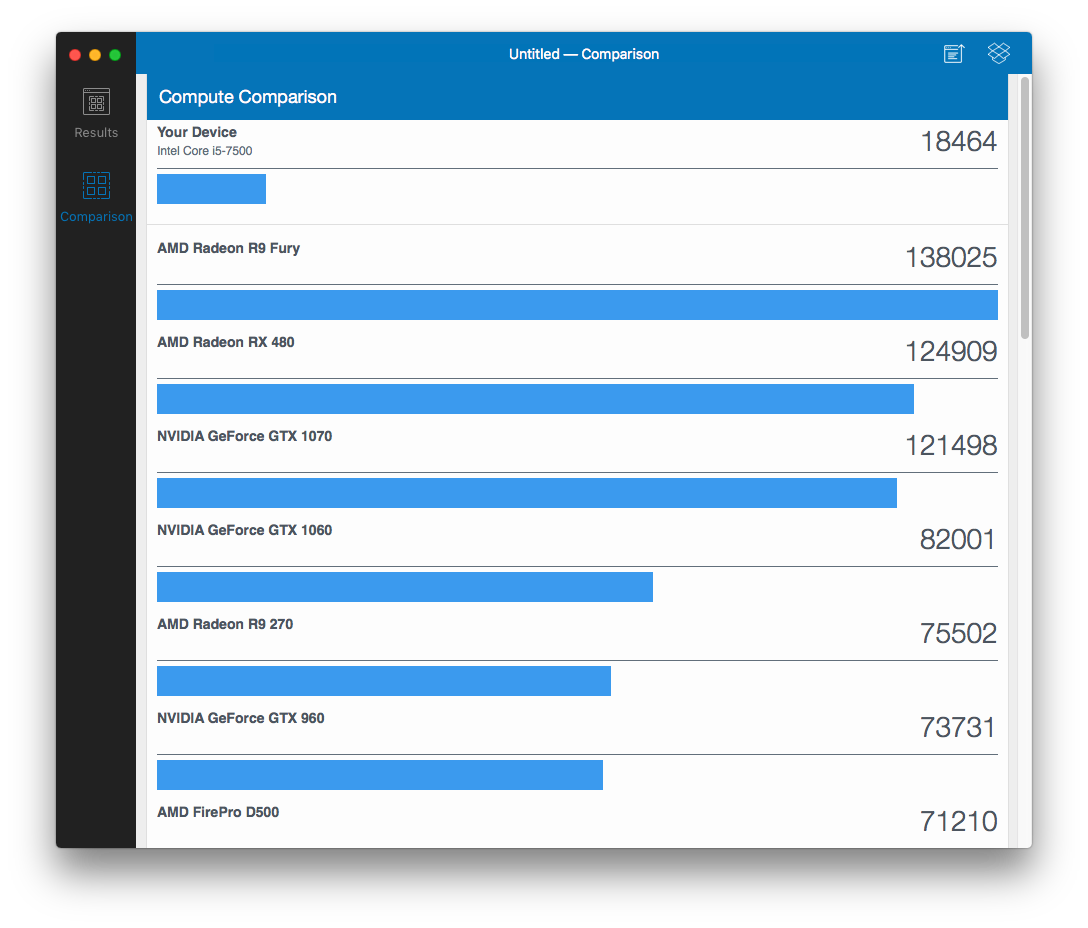 Untitled — Comparison
Results
Comparison
Compute Comparison
Your Device
Intel Core i5-7500
18464
AMD Radeon R9 Fury
138025
AMD Radeon RX 480
124909
NVIDIA GeForce GTX 1070
121498
NVIDIA GeForce GTX 1060
82001
AMD Radeon R9 270
75502
NVIDIA GeForce GTX 960
73731
AMD FirePro D500
71210